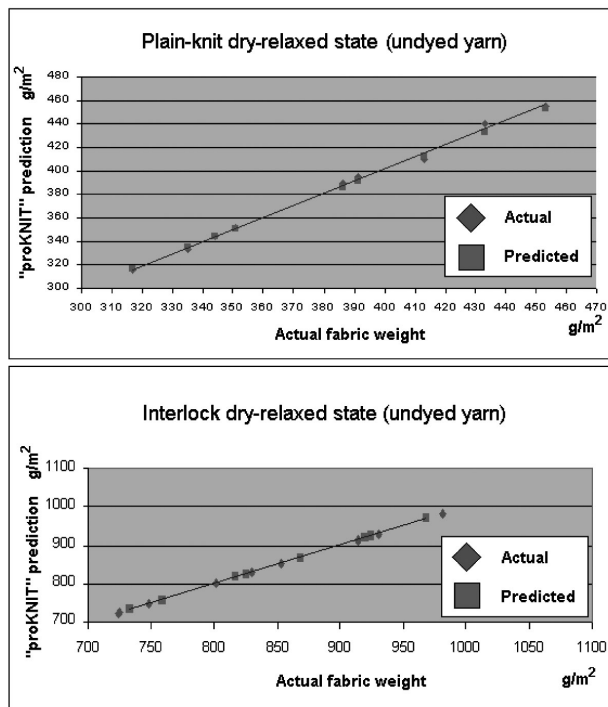 Plain-knit dry-relaxed state (undyed yarn)
"proKNIT" prediction g/m²
480
460
440
420
400
380
360
340
320
300
300 310 320 330 340 350 360 370 380 390 400 410 420 430 440 450 460 470
Actual
Predicted
Actual fabric weight
g/m²
Interlock dry-relaxed state (undyed yarn)
"proKNIT" prediction g/m²
1100
1000
900
800
700
700 750 800 850 900 950 1000 1050 1100
Actual
Predicted
Actual fabric weight
g/m²